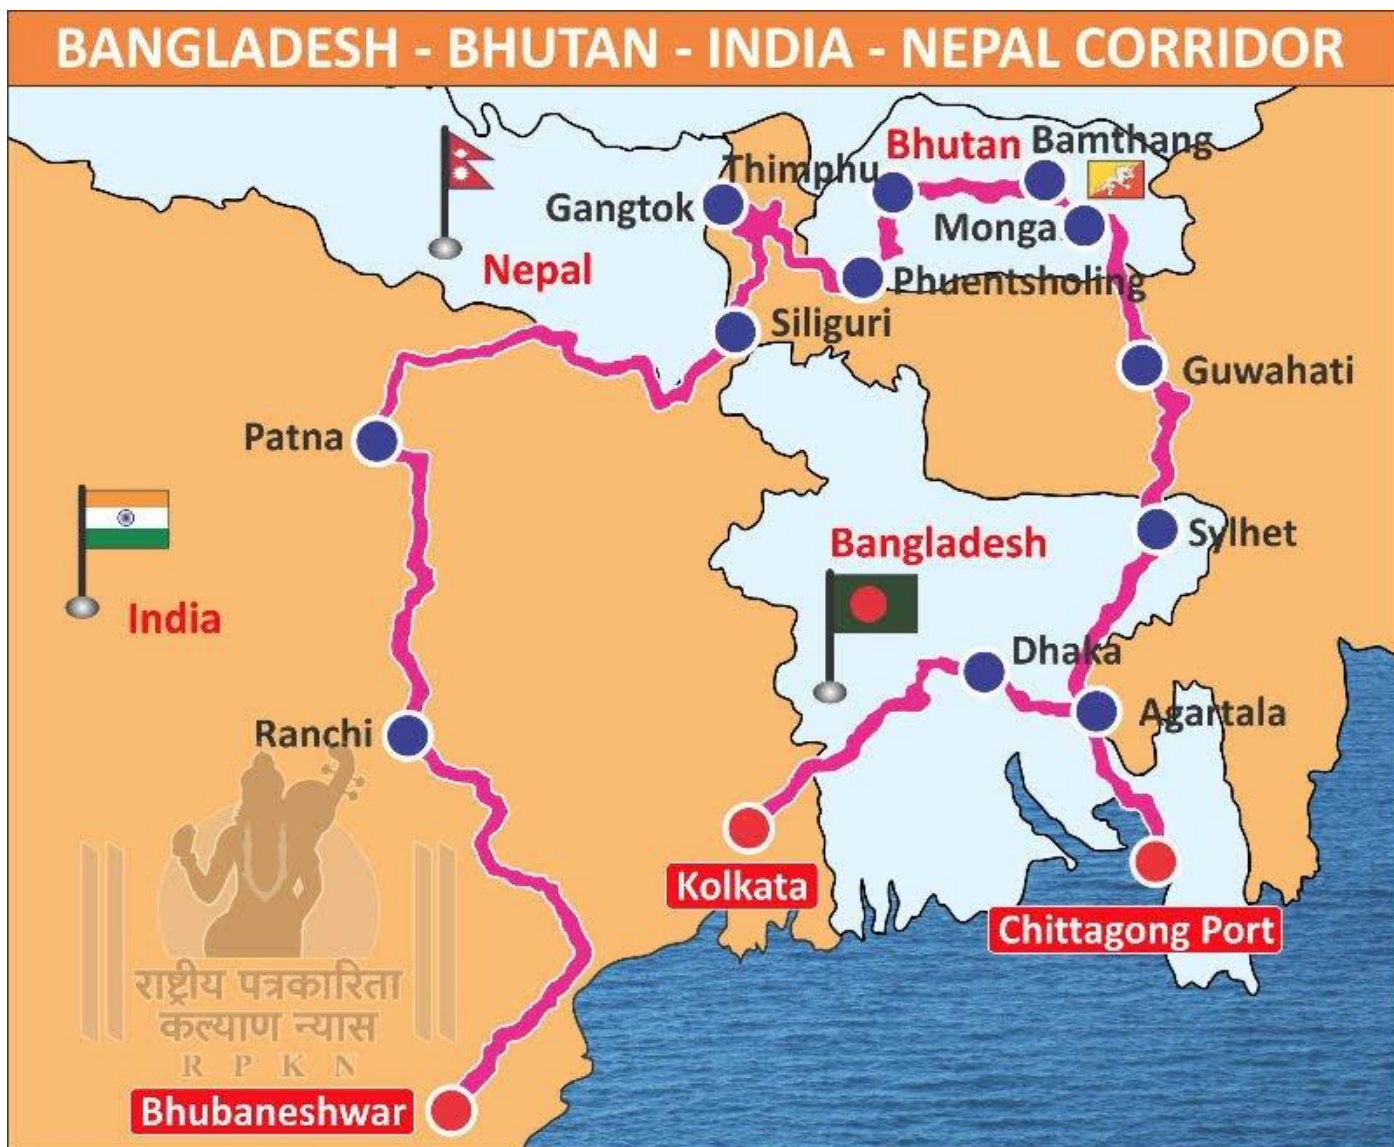 BANGLADESH - BHUTAN - INDIA - NEPAL CORRIDOR
Bhutan
Bamthang
Thimphu
Gangtok
Monga
Nepal
Phuentsholing
Siliguri
Guwahati
Patna
Sylhet
Bangladesh
India
Dhaka
Agartala
Ranchi
Kolkata
Chittagong Port
राष्ट्रीय पत्रकारिता
कल्याण न्यास
R P K N
Bhubaneshwar